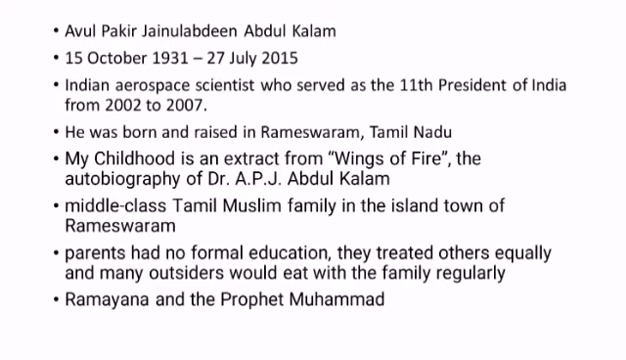 • Avul Pakir Jainulabdeen Abdul Kalam
• 15 October 1931 – 27 July 2015
• Indian aerospace scientist who served as the 11th President of India
from 2002 to 2007.
• He was born and raised in Rameswaram, Tamil Nadu
• My Childhood is an extract from “Wings of Fire”, the
autobiography of Dr. A.P.J. Abdul Kalam
• middle-class Tamil Muslim family in the island town of
Rameswaram
• parents had no formal education, they treated others equally
and many outsiders would eat with the family regularly
• Ramayana and the Prophet Muhammad